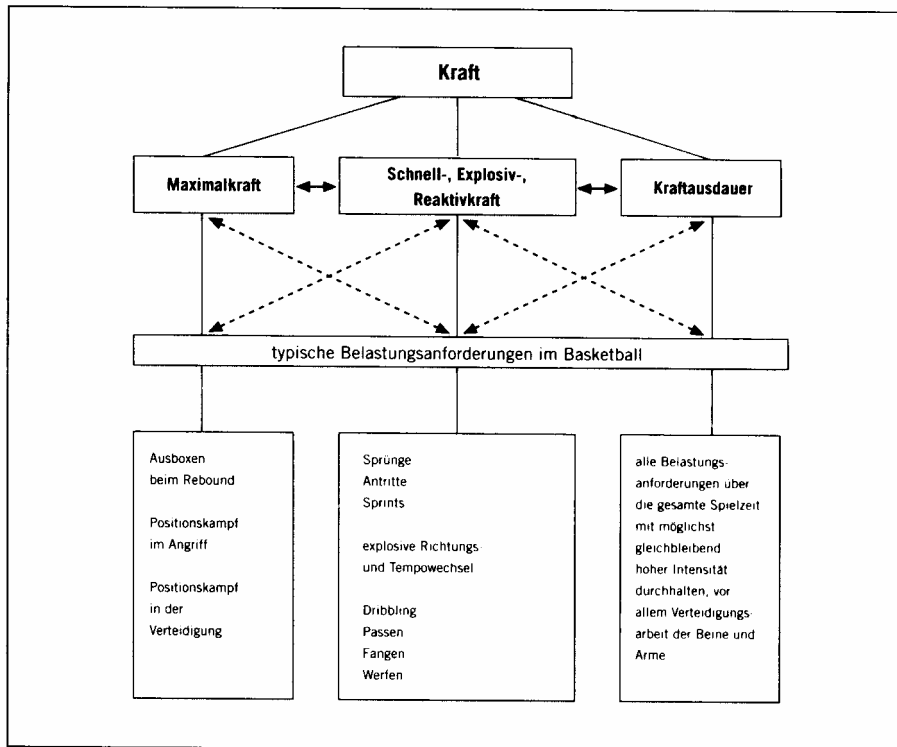 Kraft
Maximalkraft
Schnell-, Explosiv-,
Reaktivkraft
Kraftausdauer
typische Belastungsanforderungen im Basketball
Ausboxen
beim Rebound
Positionskampf
im Angriff
Positionskampf
in der
Verteidigung
Sprünge
Antritte
Sprints
explosive Richtungs-
und Tempowechsel
Dribbling
Passen
Fangen
Werfen
alle Belastungs-
anforderungen über
die gesamte Spielzeit
mit möglichst
gleichbleibend
hoher Intensität
durchhalten, vor
allem Verteidigungs-
arbeit der Beine und
Arme